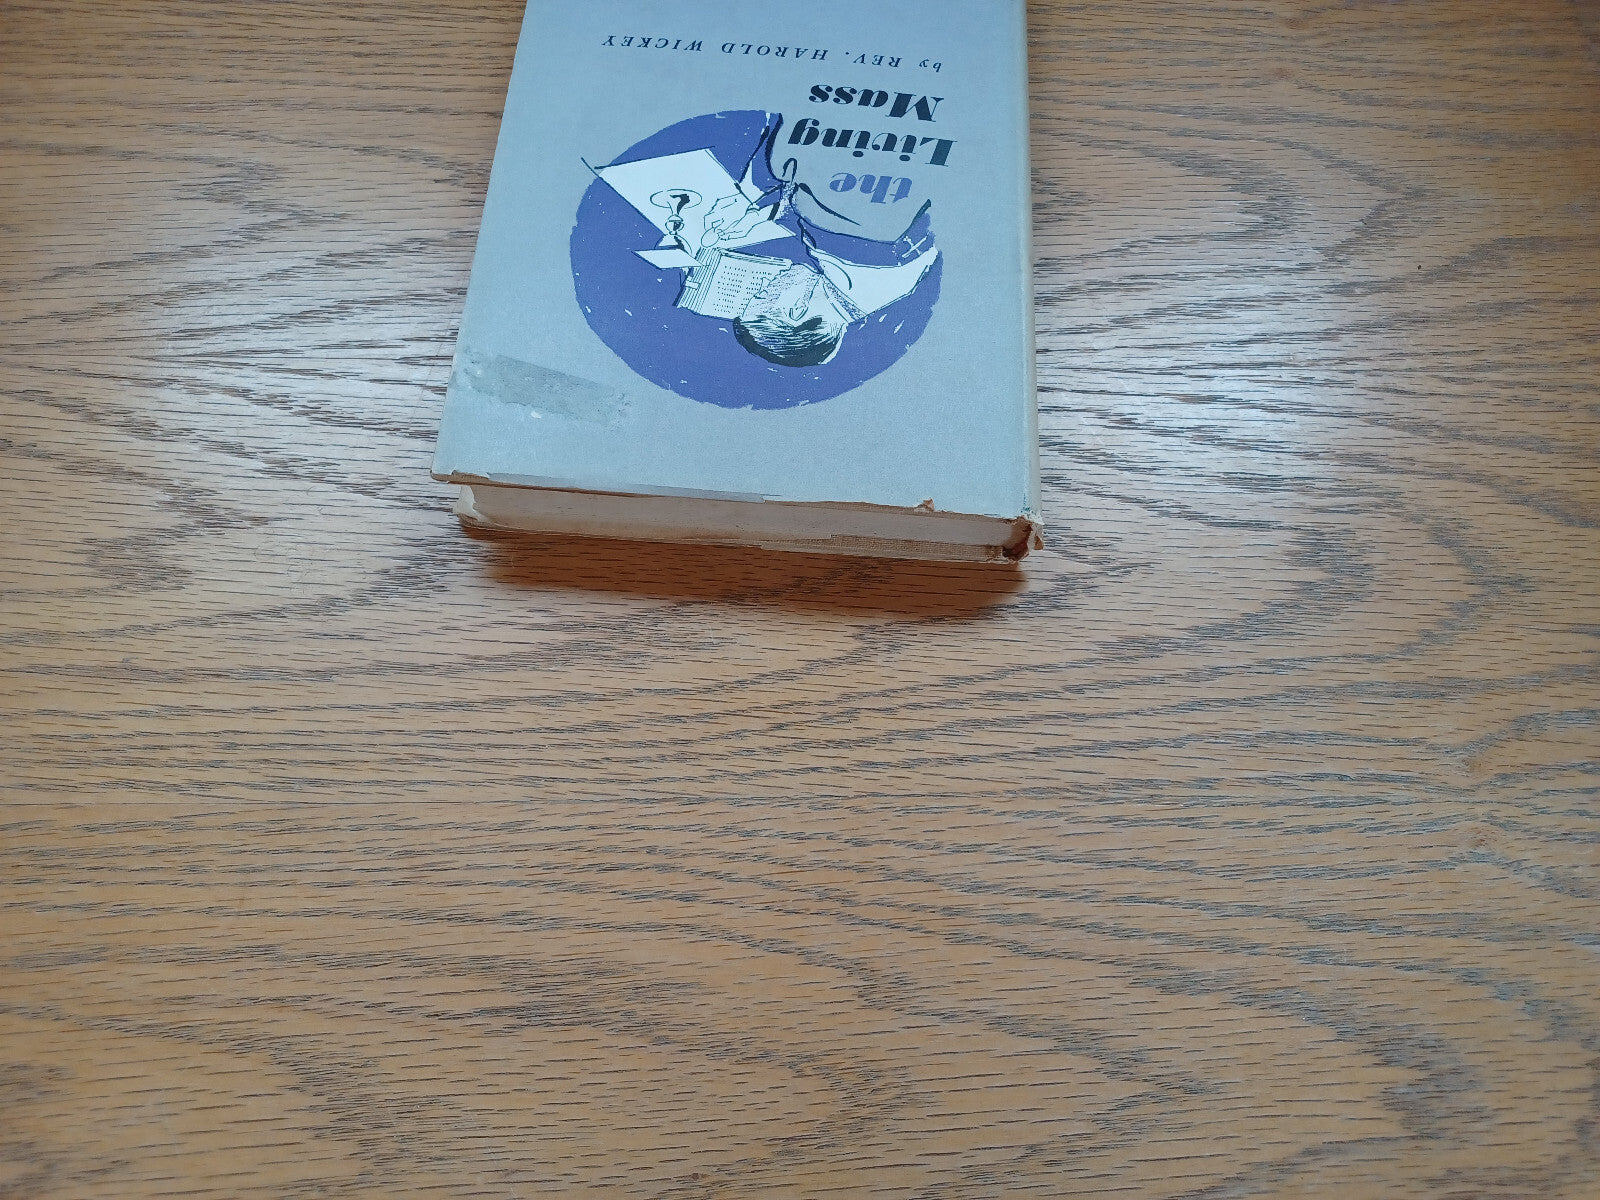 the
Living
Mass
by REV. HAROLD WICKEY